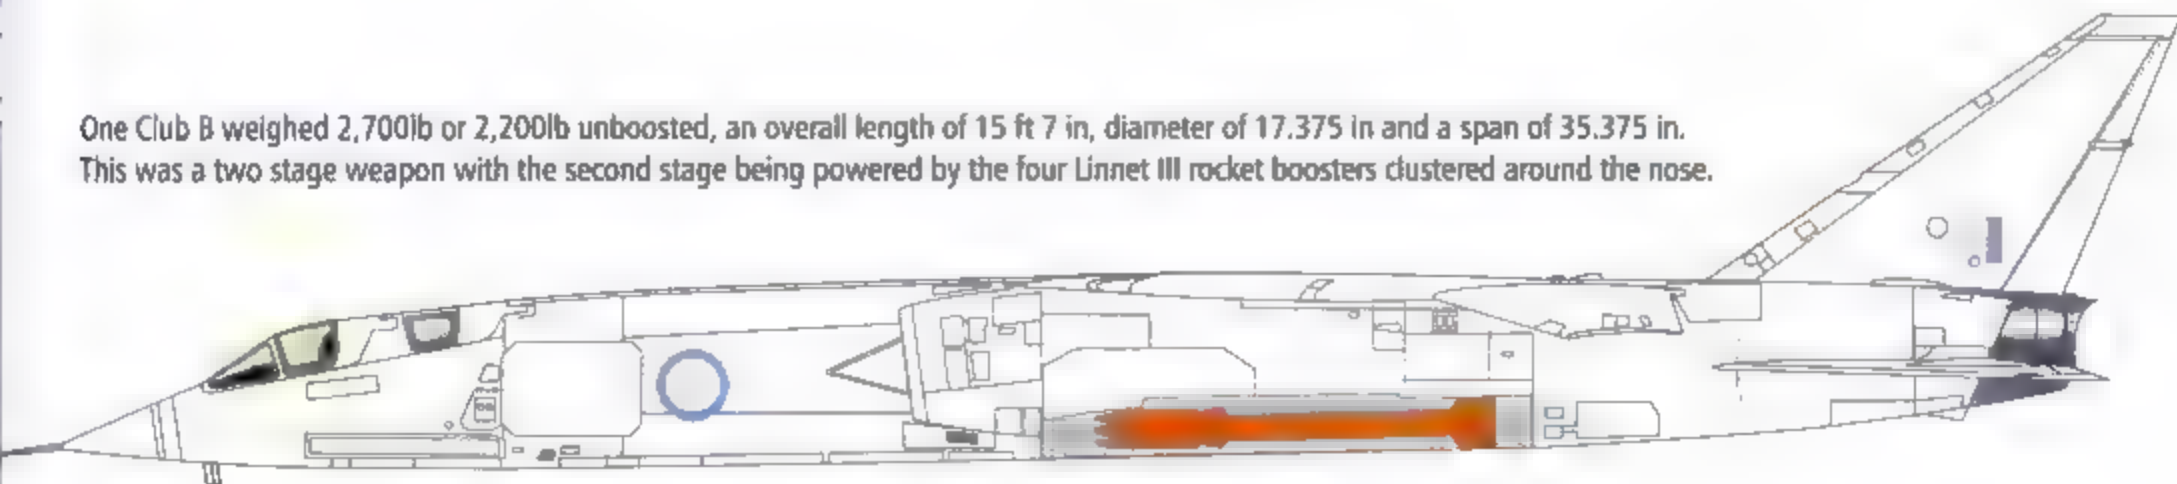 One Club B weighed 2,700lb or 2,200lb unboosted, an overall length of 15 ft 7 in, diameter of 17.375 in and a span of 35.375 in.
This was a two stage weapon with the second stage being powered by the four Linnet III rocket boosters clustered around the nose.